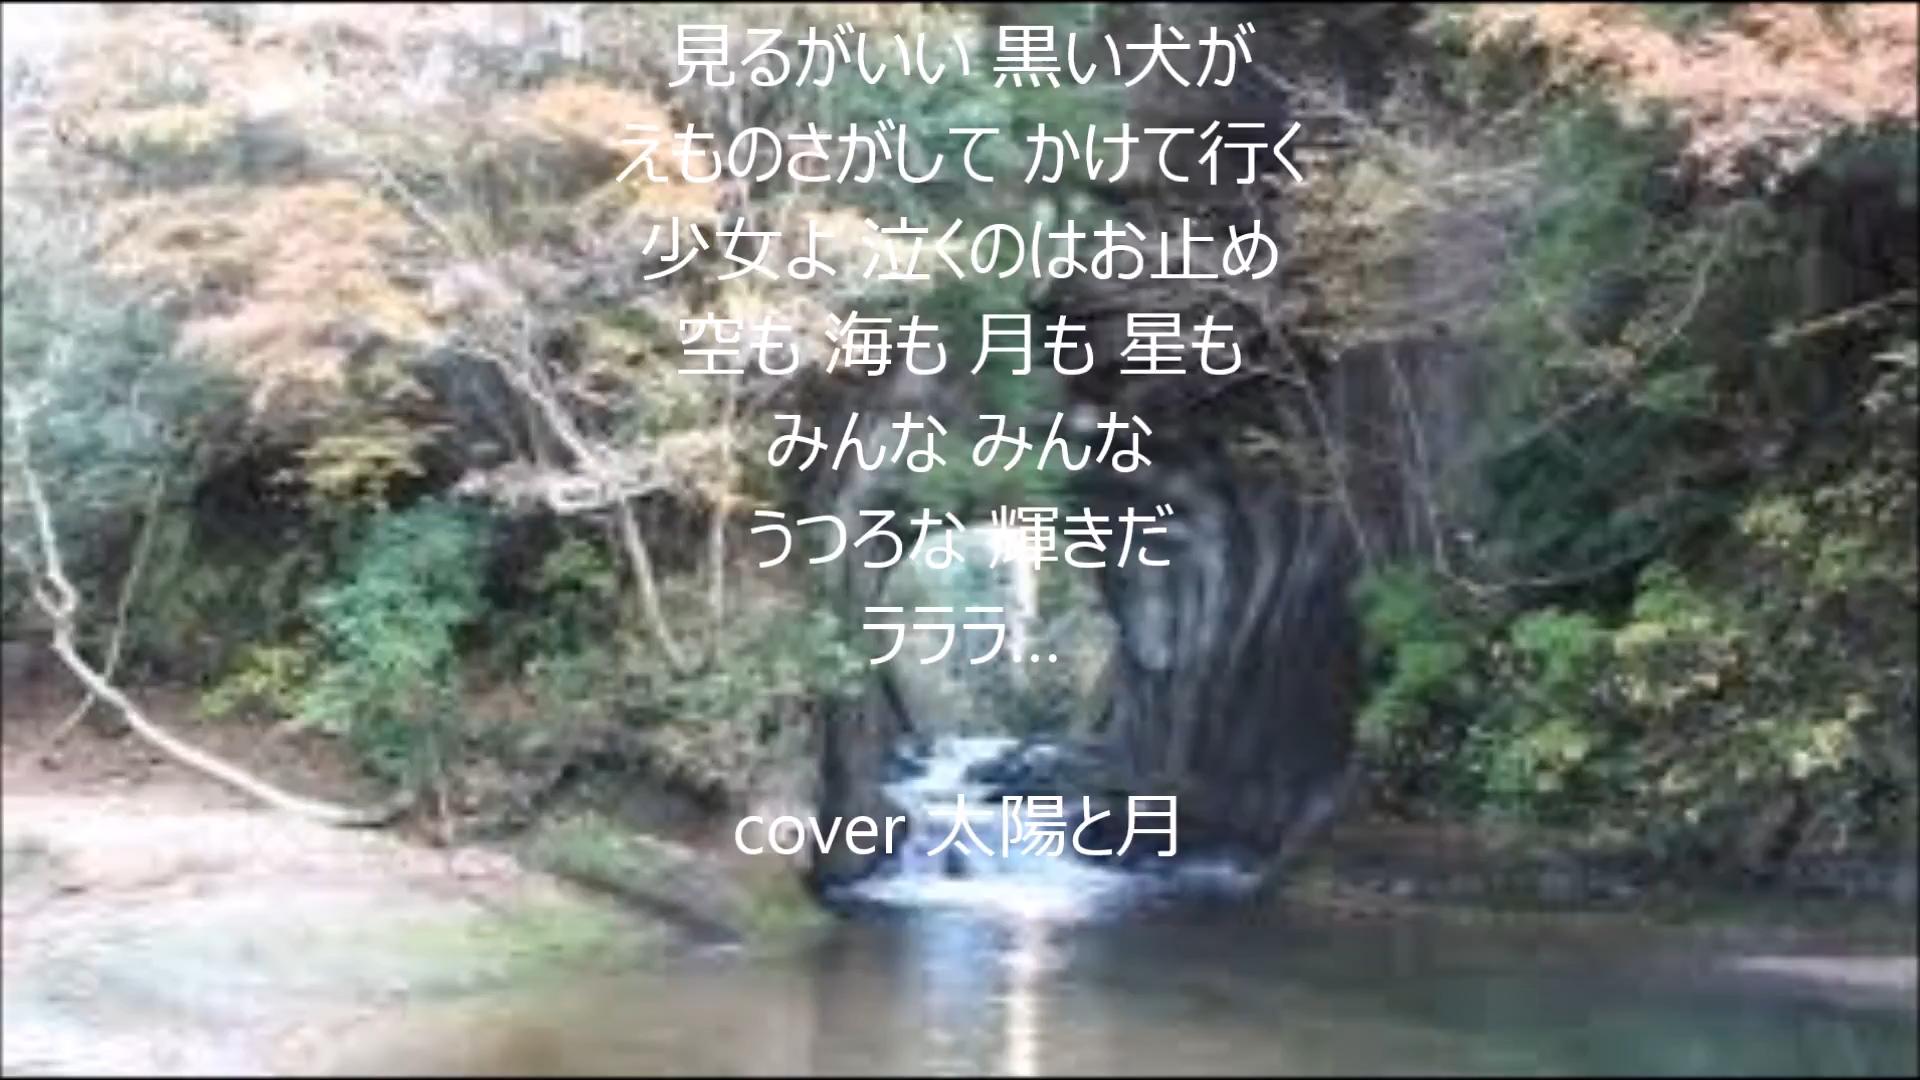 見るがいい 黒い犬が
えものさがして かけて行く
少女よ 泣くのはお止め
空も 海も 月も 星も
みんな みんな
うつろな 輝きだ
ラララ…
cover 太陽と月